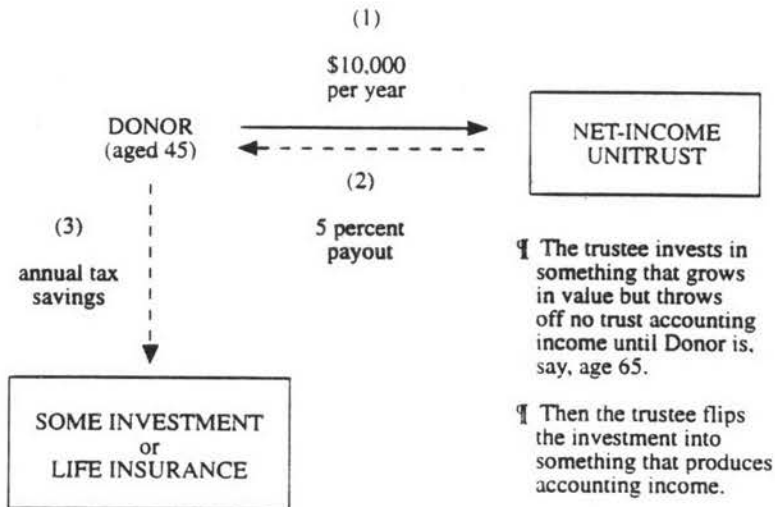 (1)
$10,000
per year
DONOR
(aged 45)
NET-INCOME
UNITRUST
(2)
5 percent
payout
(3)
annual tax
savings
¶ The trustee invests in
something that grows
in value but throws
off no trust accounting
income until Donor is,
say, age 65.
¶ Then the trustee flips
the investment into
something that produces
accounting income.
SOME INVESTMENT
or
LIFE INSURANCE